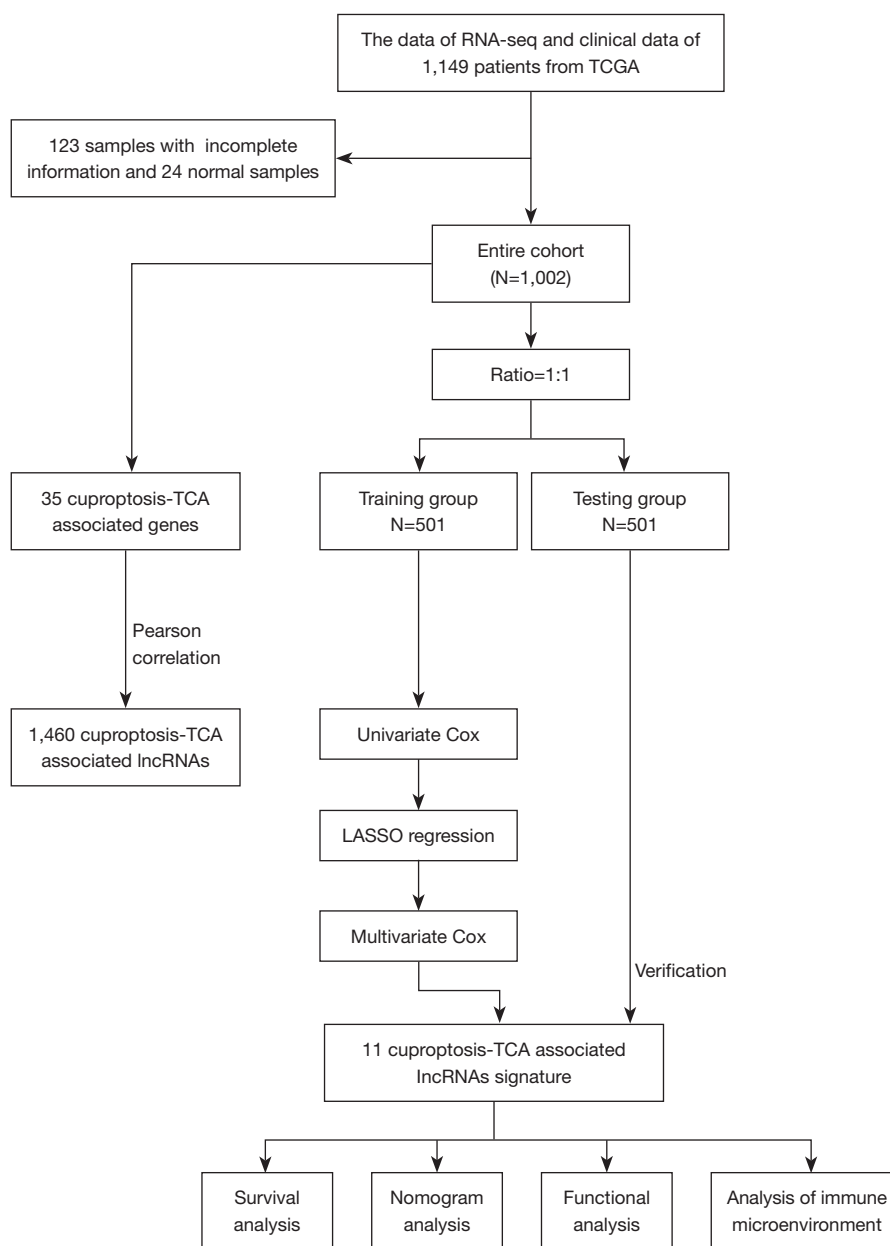 The data of RNA-seq and clinical data of
1,149 patients from TCGA
123 samples with incomplete
information and 24 normal samples
Entire cohort
(N=1,002)
Ratio=1:1
35 cuproptosis-TCA
associated genes
Training group
N=501
Testing group
N=501
Pearson
correlation
1,460 cuproptosis-TCA
associated lncRNAs
Univariate Cox
LASSO regression
Multivariate Cox
Verification
11 cuproptosis-TCA associated
lncRNAs signature
Survival
analysis
Nomogram
analysis
Functional
analysis
Analysis of immune
microenvironment